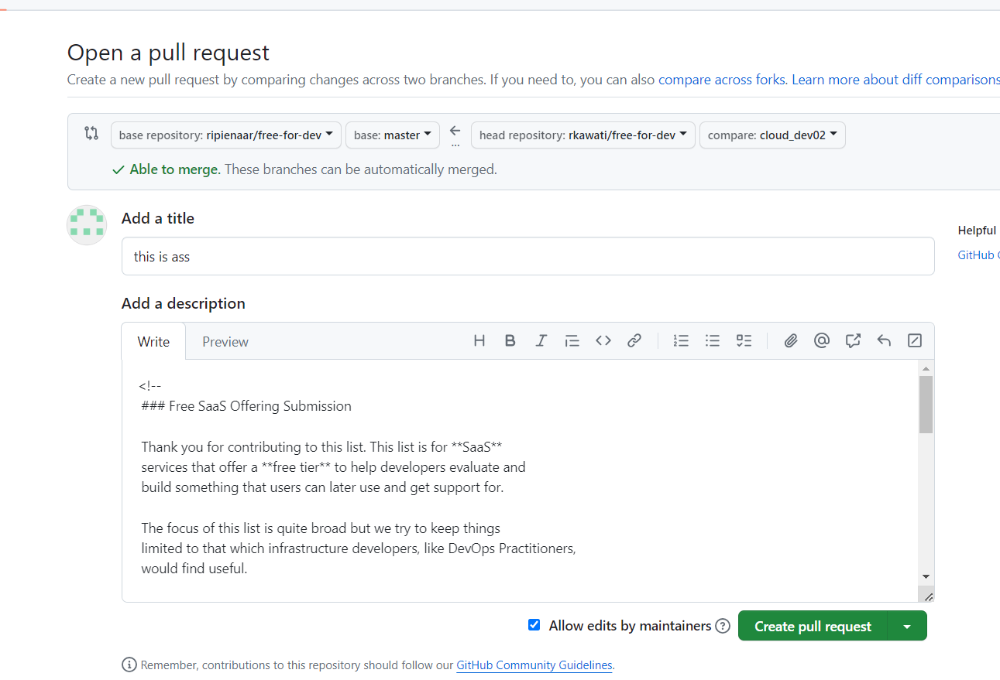 Open a pull request
Create a new pull request by comparing changes across two branches. If you need to, you can also compare across forks. Learn more about diff comparisons
base repository: ripienaar/free-for-dev base: master ... head repository: rkawati/free-for-dev compare: cloud_dev02
Able to merge. These branches can be automatically merged.
Add a title
Helpful
this is ass
GitHub
Add a description
Write Preview
<!--
### Free SaaS Offering Submission
Thank you for contributing to this list. This list is for **SaaS**
services that offer a **free tier** to help developers evaluate and
build something that users can later use and get support for.
The focus of this list is quite broad but we try to keep things
limited to that which infrastructure developers, like DevOps Practitioners,
would find useful.
Allow edits by maintainers Create pull request
Remember, contributions to this repository should follow our GitHub Community Guidelines.